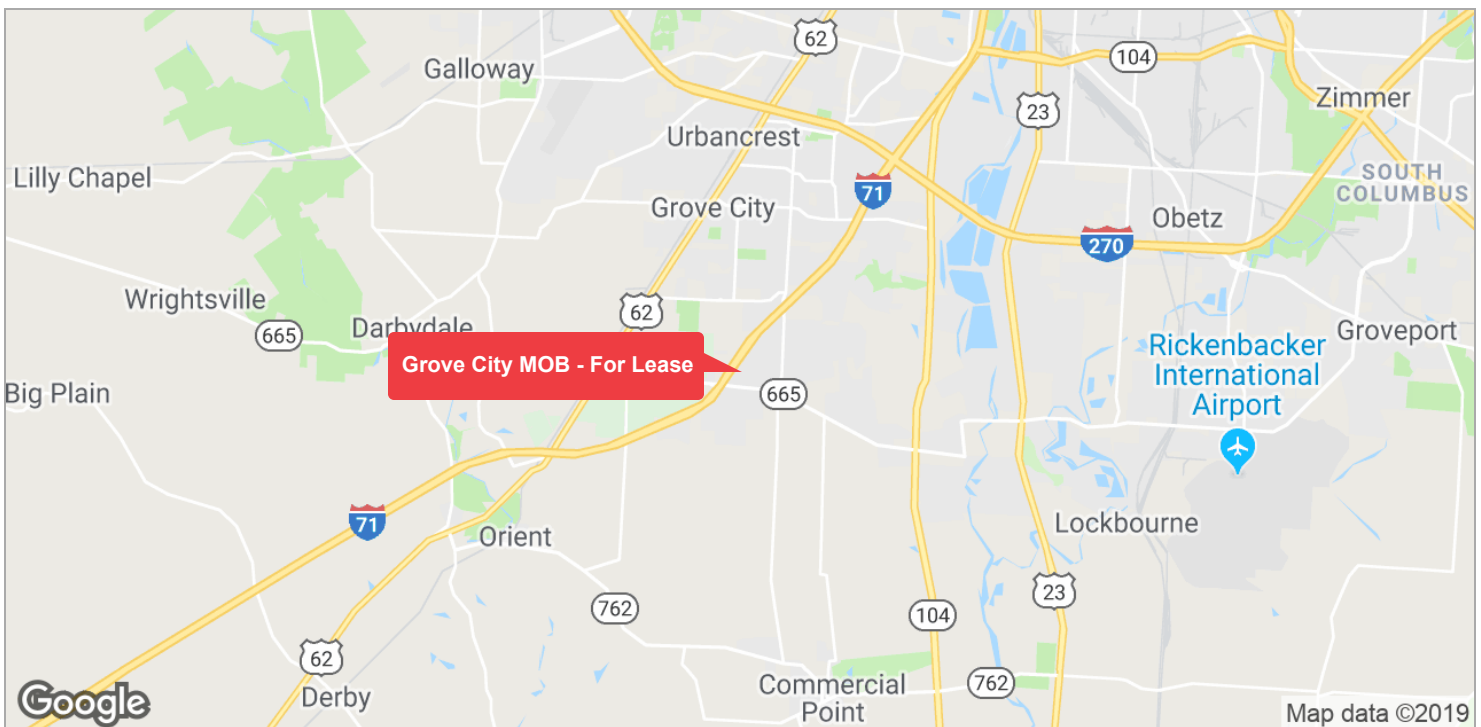 62
104
Galloway
Zimmer
23
Urbancrest
Lilly Chapel
SOUTH
COLUMBUS
71
Grove City
Obetz
270
Wrightsville
62
665
Darbydale
Groveport
Rickenbacker
International
Airport
Grove City MOB - For Lease
Big Plain
665
71
Lockbourne
Orient
23
762
104
62
Derby
Commercial
Point
762
Google
Map data ©2019